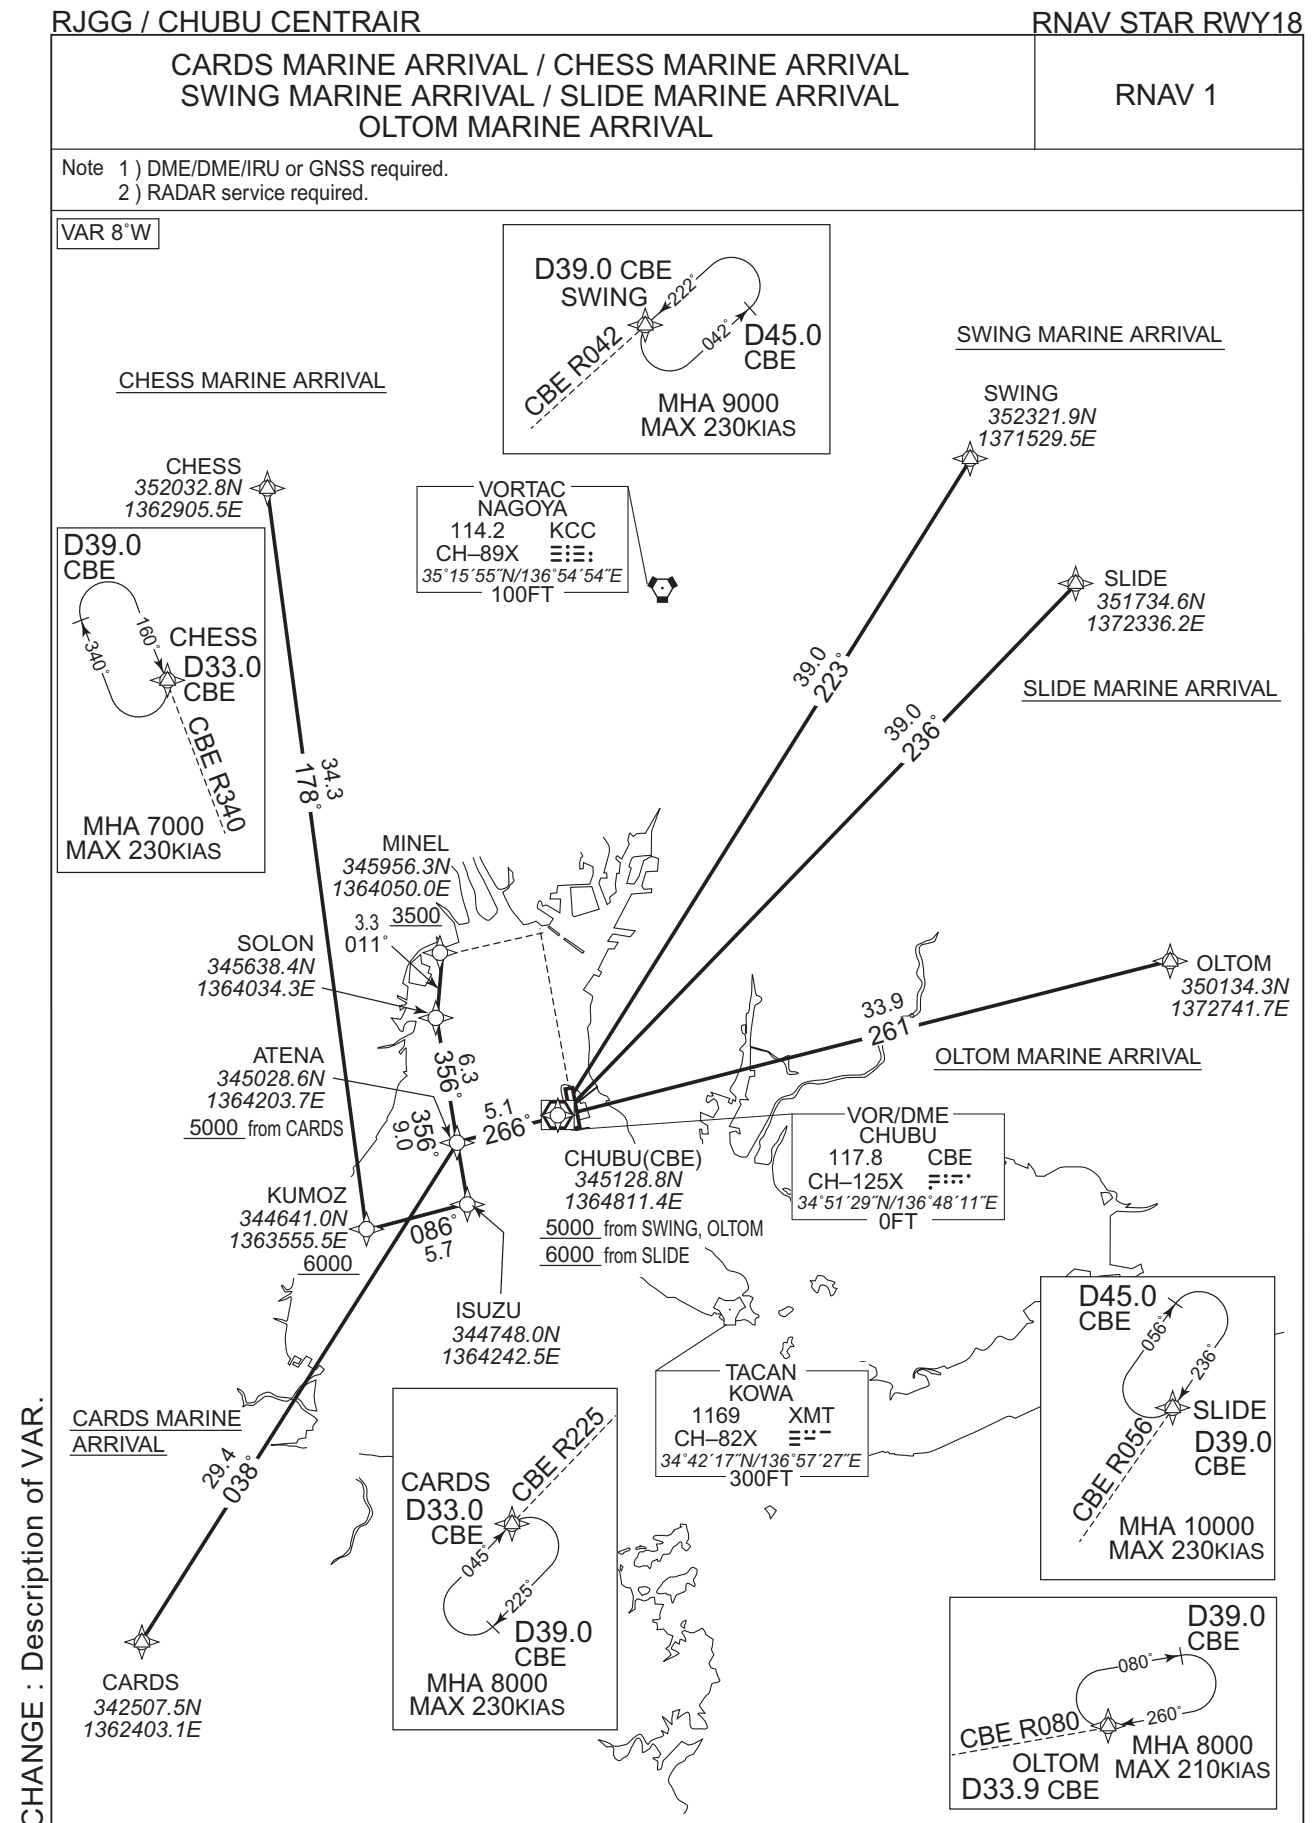 RJGG / CHUBU CENTRAIR
RNAV STAR RWY18
CARDS MARINE ARRIVAL / CHESS MARINE ARRIVAL
SWING MARINE ARRIVAL / SLIDE MARINE ARRIVAL
OLTOM MARINE ARRIVAL
RNAV 1
Note 1 ) DME/DME/IRU or GNSS required.
2 ) RADAR service required.
VAR 8˚W
D39.0 CBE
SWING
222˚
042˚
D45.0
CBE
CBE R042
MHA 9000
MAX 230KIAS
SWING MARINE ARRIVAL
CHESS MARINE ARRIVAL
SWING
352321.9N
1371529.5E
CHESS
352032.8N
1362905.5E
VORTAC
NAGOYA
114.2 KCC
CH–89X
35˚15´55˝N/136˚54´54˝E
100FT
D39.0
CBE
160˚
340˚
CHESS
D33.0
CBE
CBE R340
MHA 7000
MAX 230KIAS
SLIDE
351734.6N
1372336.2E
39.0
223˚
SLIDE MARINE ARRIVAL
39.0
236˚
34.3
178˚
MINEL
345956.3N
1364050.0E
3500
3.3
011˚
SOLON
345638.4N
1364034.3E
OLTOM
350134.3N
1372741.7E
33.9
261˚
OLTOM MARINE ARRIVAL
ATENA
345028.6N
1364203.7E
5000 from CARDS
6.3
356˚
356˚
9.0
5.1
266˚
VOR/DME
CHUBU
117.8 CBE
CH–125X
34˚51´29˝N/136˚48´11˝E
0FT
CHUBU(CBE)
345128.8N
1364811.4E
5000 from SWING, OLTOM
6000 from SLIDE
KUMOZ
344641.0N
1363555.5E
6000
086˚
5.7
ISUZU
344748.0N
1364242.5E
D45.0
CBE
056˚
236˚
SLIDE
D39.0
CBE
CBE R056
MHA 10000
MAX 230KIAS
TACAN
KOWA
1169 XMT
CH–82X
34˚42´17˝N/136˚57´27˝E
300FT
CARDS MARINE
ARRIVAL
29.4
038˚
CARDS
D33.0
CBE
CBE R225
045˚
225˚
D39.0
CBE
MHA 8000
MAX 230KIAS
CARDS
342507.5N
1362403.1E
D39.0
CBE
080˚
260˚
CBE R080
OLTOM
D33.9 CBE
MHA 8000
MAX 210KIAS
CHANGE : Description of VAR.